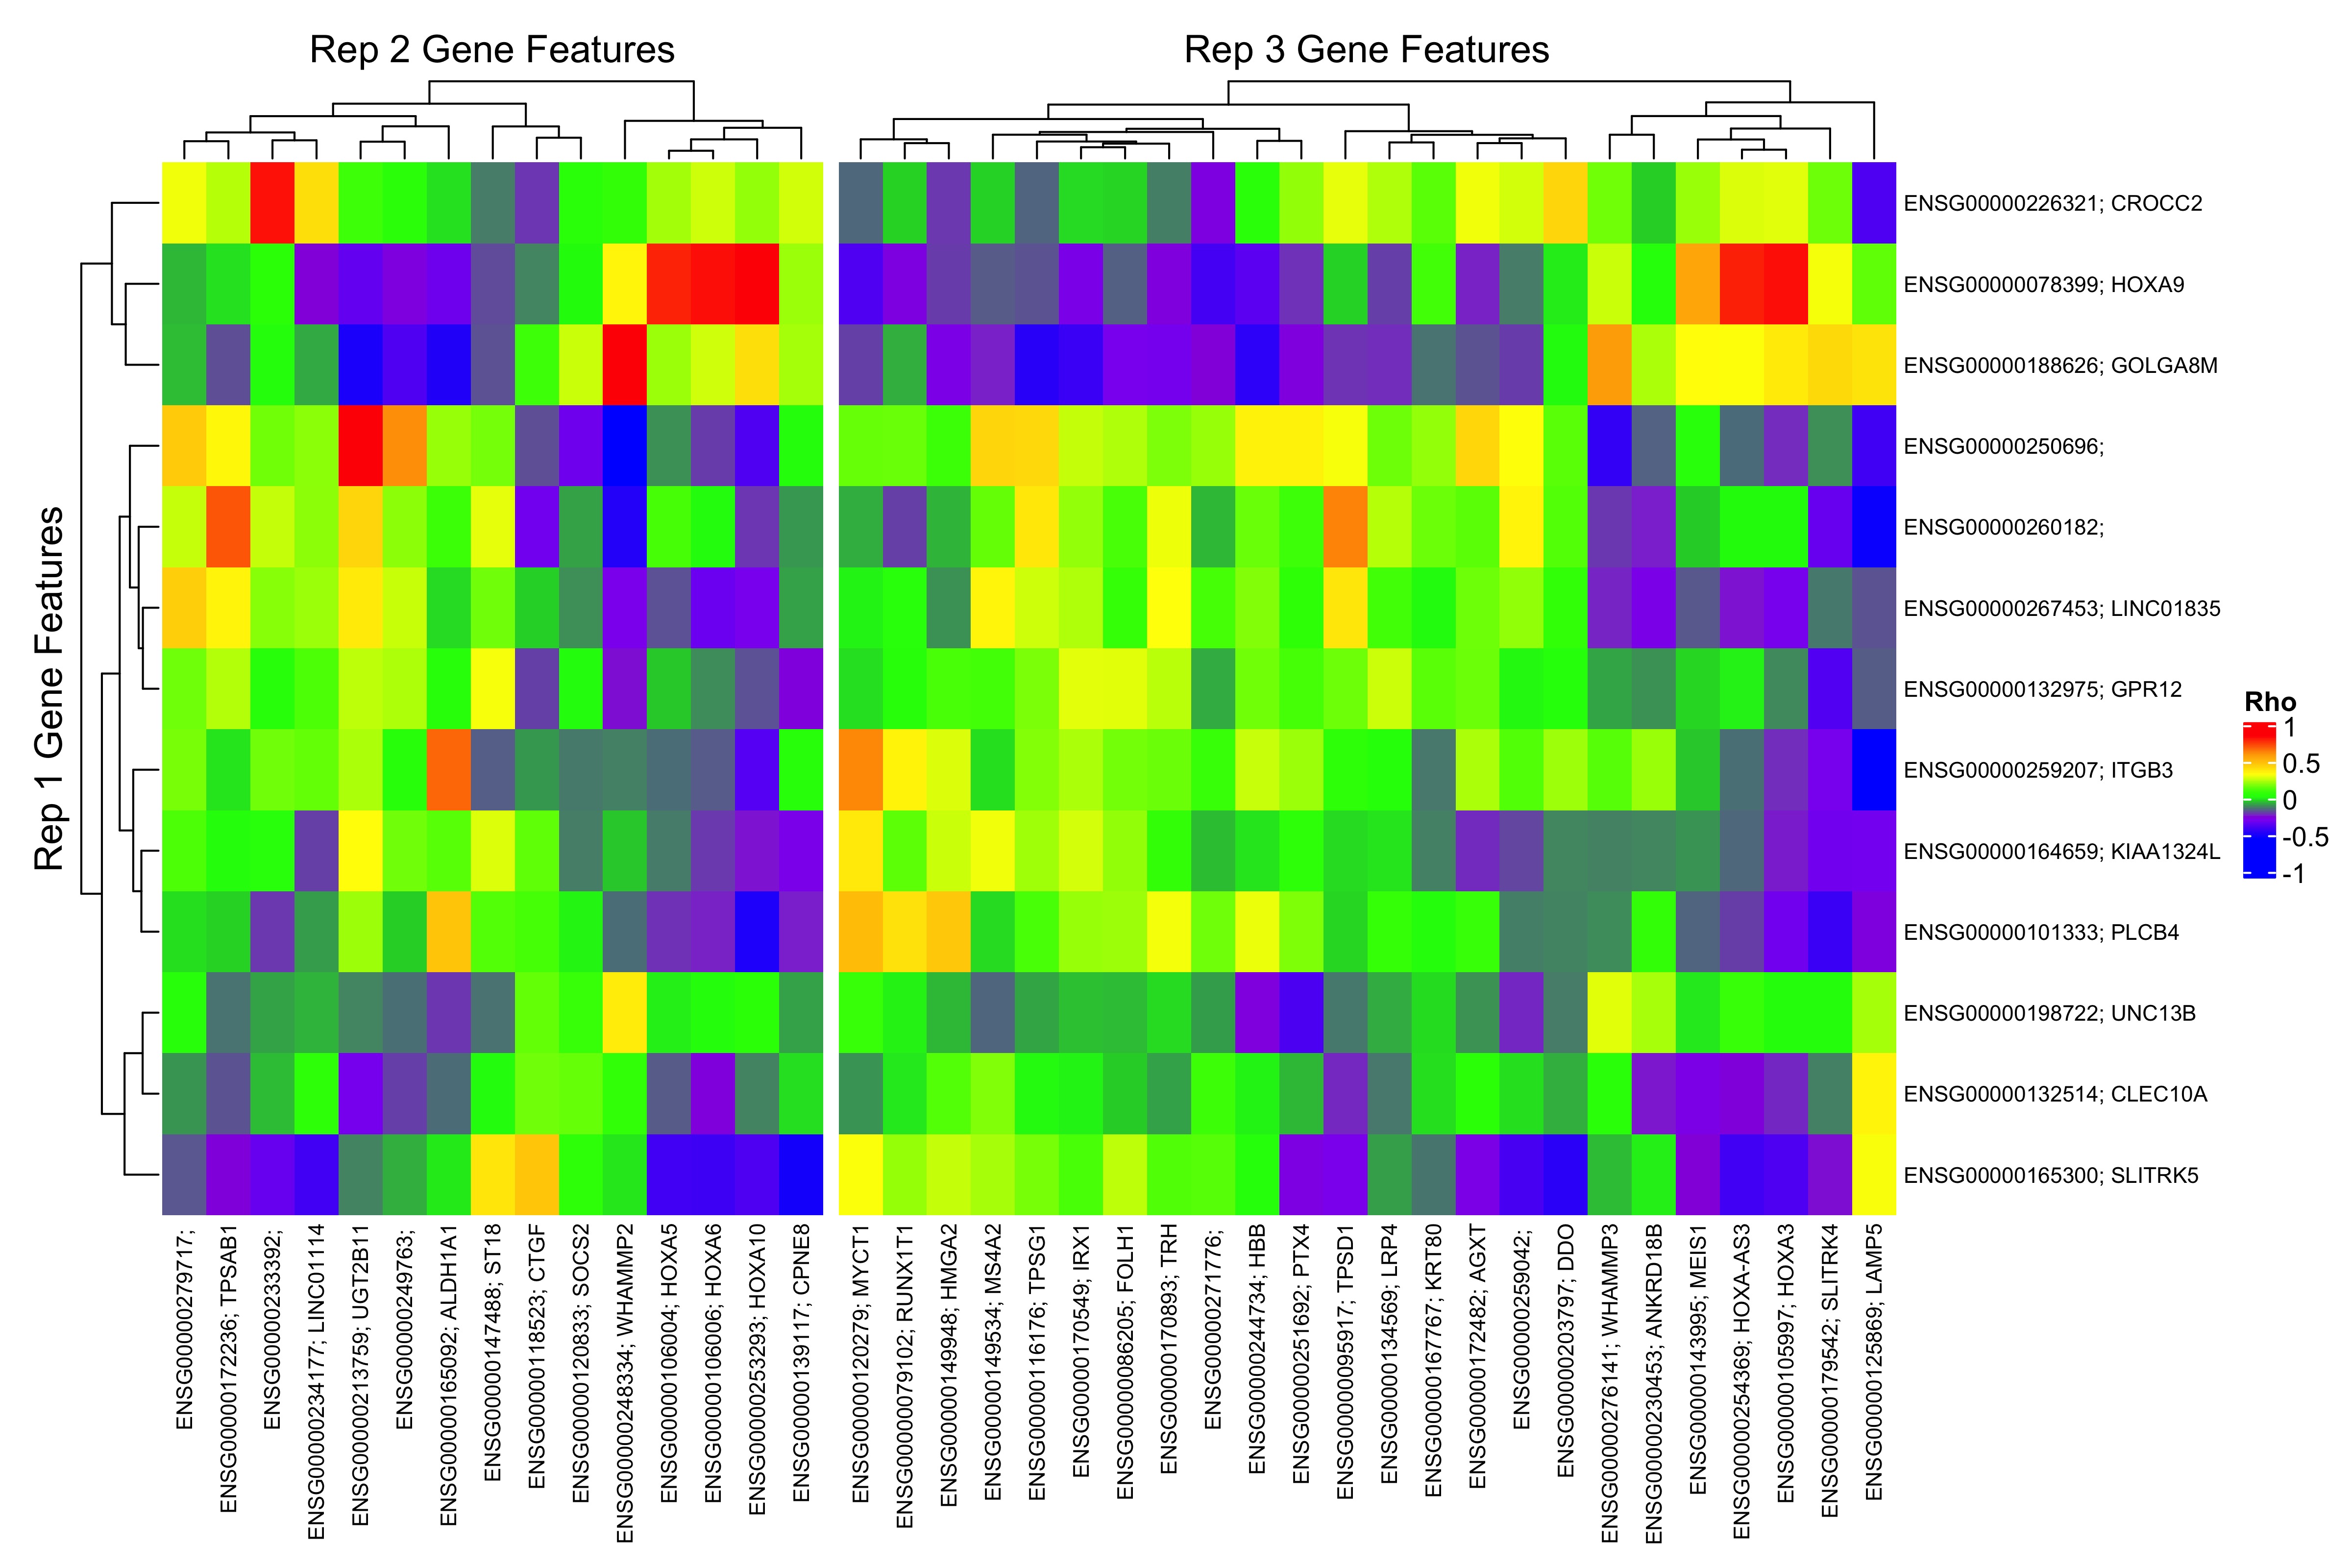 Rep 2 Gene Features
Rep 3 Gene Features
Rep 1 Gene Features
ENSG00000226321; CROCC2
ENSG00000078399; HOXA9
ENSG00000188626; GOLGA8M
ENSG00000250696;
ENSG00000260182;
ENSG00000267453; LINC01835
ENSG00000132975; GPR12
ENSG00000259207; ITGB3
ENSG00000164659; KIAA1324L
ENSG00000101333; PLCB4
ENSG00000198722; UNC13B
ENSG00000132514; CLEC10A
ENSG00000165300; SLITRK5
Rho
1
0.5
0
-0.5
-1
ENSG00000279717;
ENSG00000172236; TPSAB1
ENSG00000233392;
ENSG00000234177; LINC01114
ENSG00000213759; UGT2B11
ENSG00000249763;
ENSG00000165092; ALDH1A1
ENSG00000147488; ST18
ENSG00000118523; CTGF
ENSG00000120833; SOCS2
ENSG00000248334; WHAMMP2
ENSG00000106004; HOXA5
ENSG00000106006; HOXA6
ENSG00000253293; HOXA10
ENSG00000139117; CPNE8
ENSG00000120279; MYCT1
ENSG00000079102; RUNX1T1
ENSG00000149948; HMGA2
ENSG00000149534; MS4A2
ENSG00000116176; TPSG1
ENSG00000170549; IRX1
ENSG00000086205; FOLH1
ENSG00000170893; TRH
ENSG00000271776;
ENSG00000244734; HBB
ENSG00000251692; PTX4
ENSG00000095917; TPSD1
ENSG00000134569; LRP4
ENSG00000167767; KRT80
ENSG00000172482; AGXT
ENSG00000259042;
ENSG00000203797; DDO
ENSG00000276141; WHAMMP3
ENSG00000230453; ANKRD18B
ENSG00000143995; MEIS1
ENSG00000254369; HOXA-AS3
ENSG00000105997; HOXA3
ENSG00000179542; SLITRK4
ENSG00000125869; LAMP5